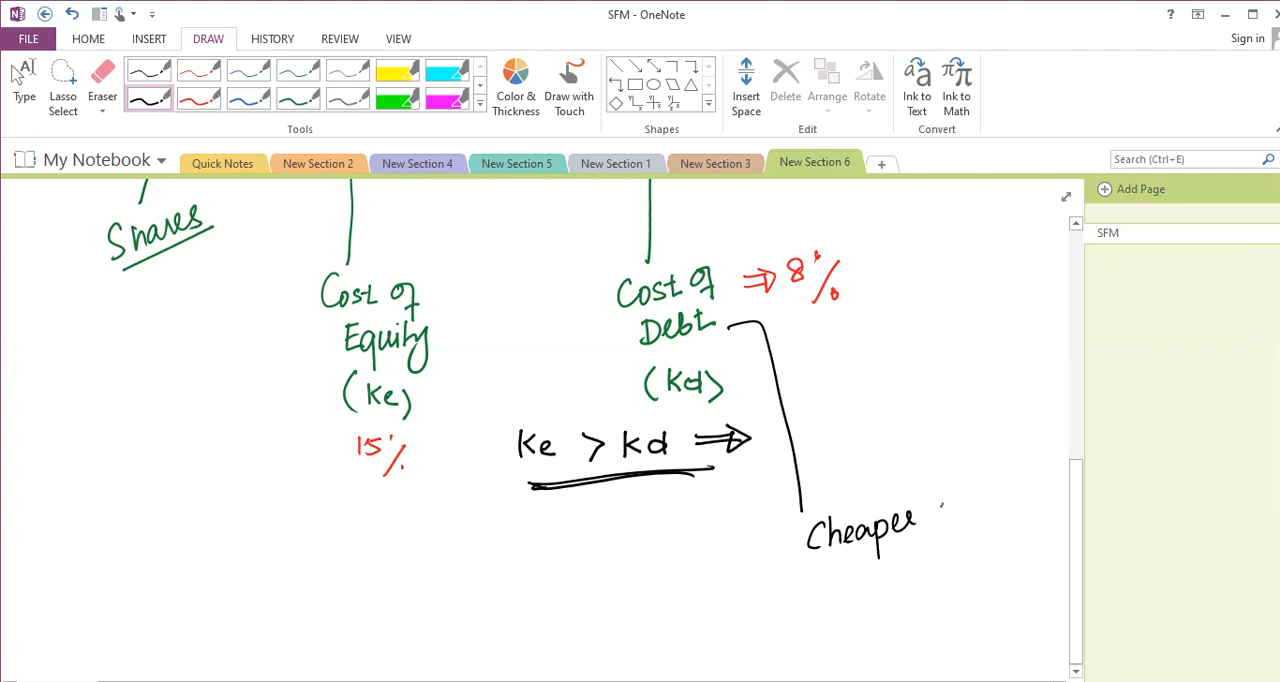 SFM - OneNote
Sign in
FILE HOME INSERT DRAW HISTORY REVIEW VIEW
Type
Lasso Select
Eraser
Color & Thickness
Draw with Touch
Insert Space
Delete
Arrange
Rotate
Ink to Text
Ink to Math
Tools
Shapes
Edit
Convert
My Notebook
Quick Notes
New Section 2
New Section 4
New Section 5
New Section 1
New Section 3
New Section 6
Search (Ctrl+E)
Add Page
SFM
Shares
Cost of
Equity
(Ke)
15%
Cost of ⇒ 8%
Debt
(Kd)
Ke > Kd ⇒
Cheaper